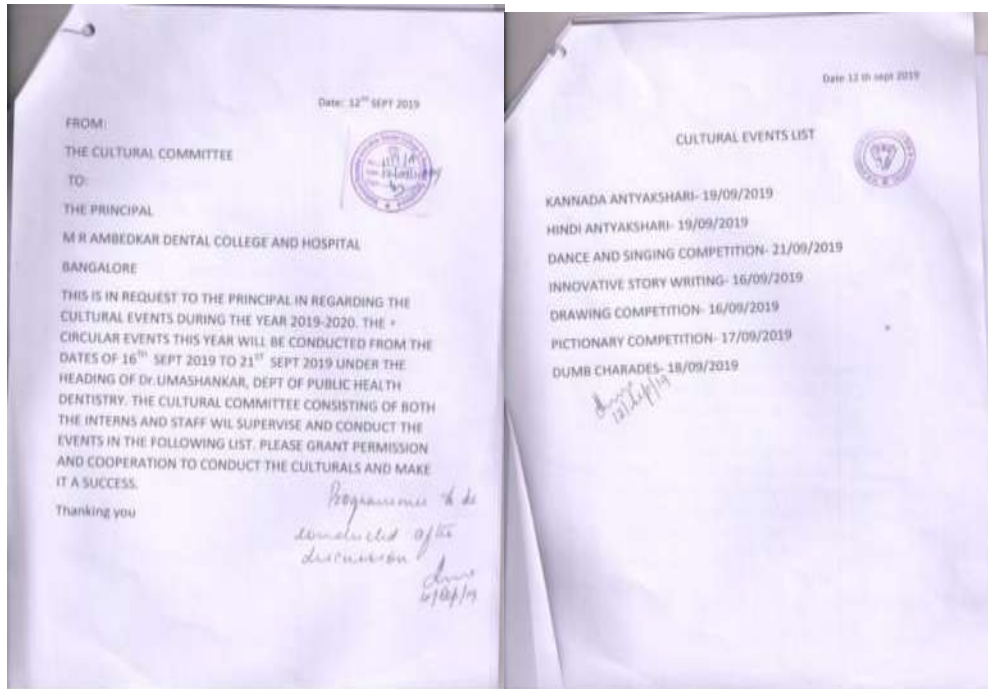 Date: 12TH SEPT 2019
FROM:
THE CULTURAL COMMITTEE
TO:
THE PRINCIPAL
M R AMBEDKAR DENTAL COLLEGE AND HOSPITAL
BANGALORE
THIS IS IN REQUEST TO THE PRINCIPAL IN REGARDING THE
CULTURAL EVENTS DURING THE YEAR 2019-2020. THE +
CIRCULAR EVENTS THIS YEAR WILL BE CONDUCTED FROM THE
DATES OF 16TH SEPT 2019 TO 21ST SEPT 2019 UNDER THE
HEADING OF Dr.UMASHANKAR, DEPT OF PUBLIC HEALTH
DENTISTRY. THE CULTURAL COMMITTEE CONSISTING OF BOTH
THE INTERNS AND STAFF WIL SUPERVISE AND CONDUCT THE
EVENTS IN THE FOLLOWING LIST. PLEASE GRANT PERMISSION
AND COOPERATION TO CONDUCT THE CULTURALS AND MAKE
IT A SUCCESS.
Thanking you
Programme to be
conducted after
discussion
Date 12 th sept 2019
CULTURAL EVENTS LIST
KANNADA ANTYAKSHARI- 19/09/2019
HINDI ANTYAKSHARI- 19/09/2019
DANCE AND SINGING COMPETITION- 21/09/2019
INNOVATIVE STORY WRITING- 16/09/2019
DRAWING COMPETITION- 16/09/2019
PICTIONARY COMPETITION- 17/09/2019
DUMB CHARADES- 18/09/2019
12/Sep/19